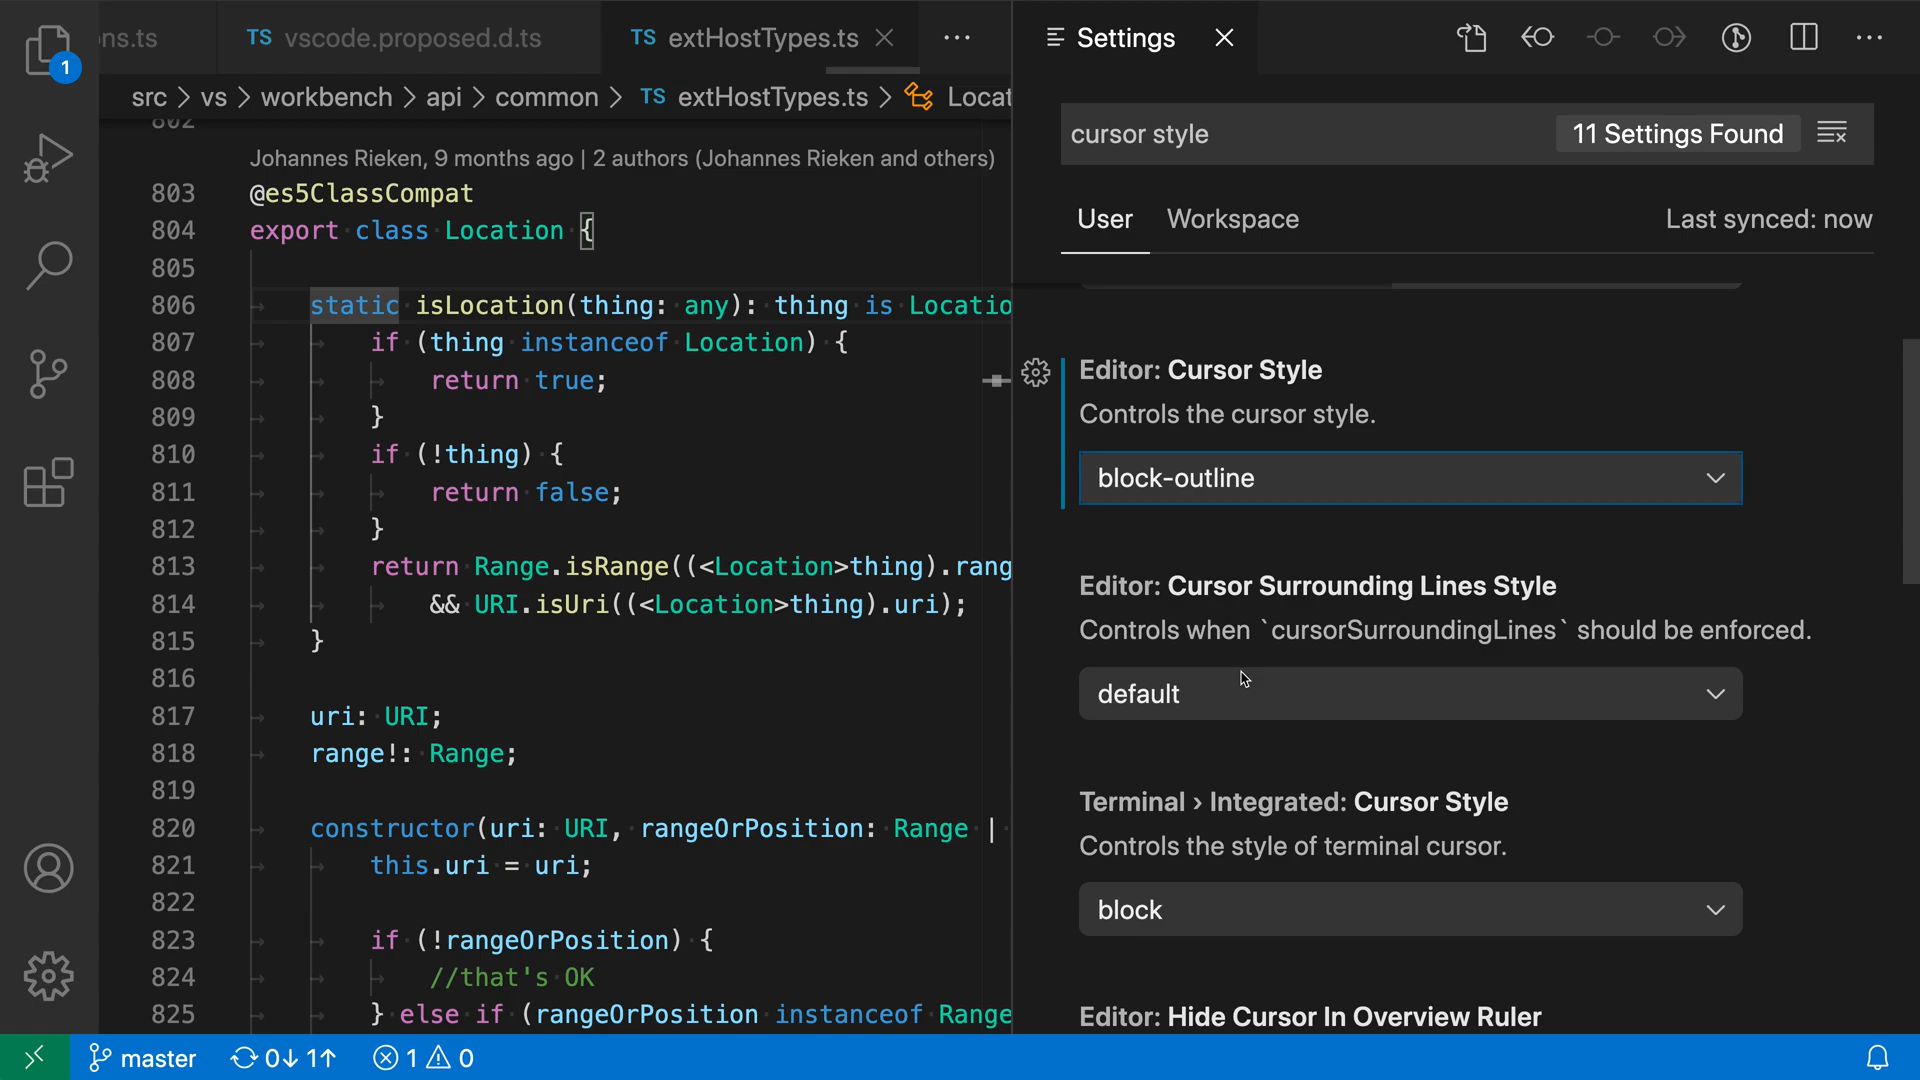 ns.ts
TS vscode.proposed.d.ts
TS extHostTypes.ts
Settings
1
src > vs > workbench > api > common > TS extHostTypes.ts > Locat
802
Johannes Rieken, 9 months ago | 2 authors (Johannes Rieken and others)
803 @es5ClassCompat
804 export class Location {
805
806 static isLocation(thing: any): thing is Locatio
807 if (thing instanceof Location) {
808 return true;
809 }
810 if (!thing) {
811 return false;
812 }
813 return Range.isRange((<Location>thing).rang
814 && URI.isUri((<Location>thing).uri);
815 }
816
817 uri: URI;
818 range!: Range;
819
820 constructor(uri: URI, rangeOrPosition: Range |
821 this.uri = uri;
822
823 if (!rangeOrPosition) {
824 //that's OK
825 } else if (rangeOrPosition instanceof Range
cursor style
11 Settings Found
User Workspace
Last synced: now
Editor: Cursor Style
Controls the cursor style.
block-outline
Editor: Cursor Surrounding Lines Style
Controls when `cursorSurroundingLines` should be enforced.
default
Terminal › Integrated: Cursor Style
Controls the style of terminal cursor.
block
Editor: Hide Cursor In Overview Ruler
master 0↓ 1↑ 1 0